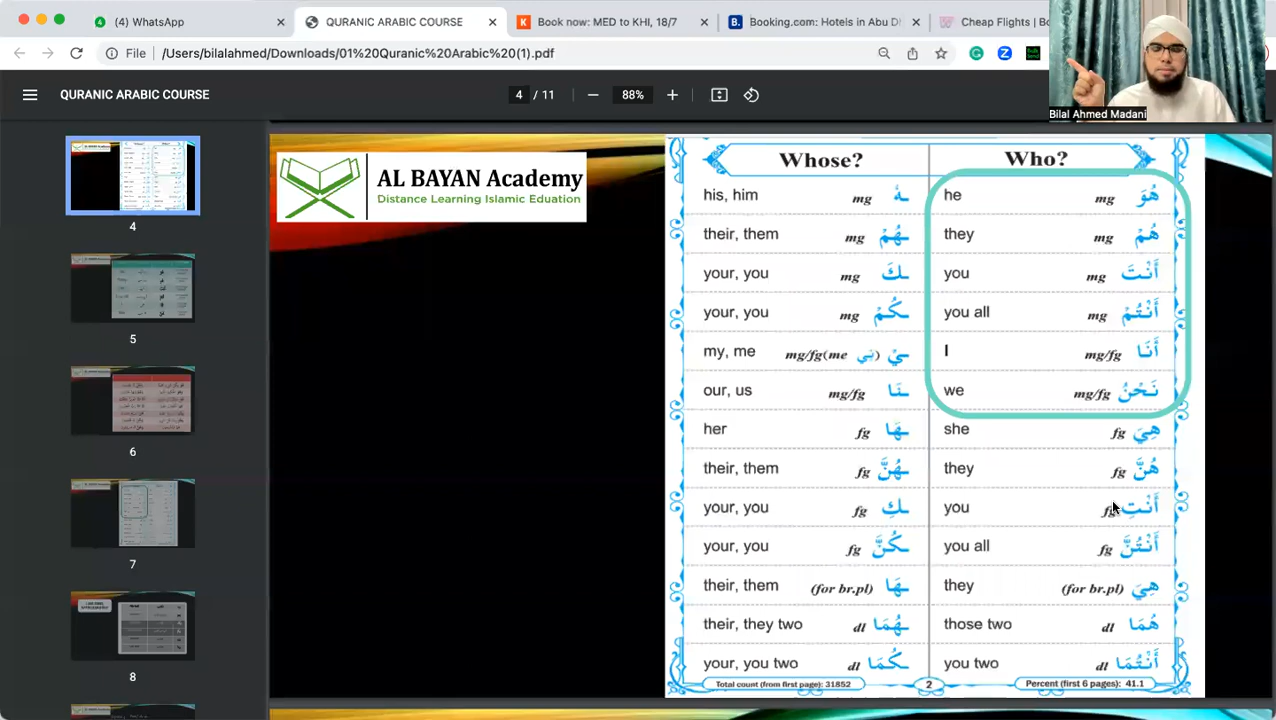 (4) WhatsApp
QURANIC ARABIC COURSE
Book now: MED to KHI, 18/7
Booking.com: Hotels in Abu Dh
Cheap Flights | Bo
File
/Users/bilalahmed/Downloads/01%20Quranic%20Arabic%20(1).pdf
QURANIC ARABIC COURSE
4 / 11
88%
Bilal Ahmed Madani
4
5
6
7
8
AL BAYAN Academy
Distance Learning Islamic Eduation
Whose? Who?
his, him mg ـهُ he mg هُوَ
their, them mg ـهُمْ they mg هُمْ
your, you mg ـكَ you mg أَنْتَ
your, you mg ـكُمْ you all mg أَنْتُمْ
my, me mg/fg(me ـنِي) ـيْ I mg/fg أَنَا
our, us mg/fg ـنَا we mg/fg نَحْنُ
her fg ـهَا she fg هِيَ
their, them fg ـهُنَّ they fg هُنَّ
your, you fg ـكِ you fg أَنْتِ
your, you fg ـكُنَّ you all fg أَنْتُنَّ
their, them (for br.pl) ـهَا they (for br.pl) هِيَ
their, they two dl ـهُمَا those two dl هُمَا
your, you two dl ـكُمَا you two dl أَنْتُمَا
Total count (from first page): 31852 2 Percent (first 6 pages): 41.1